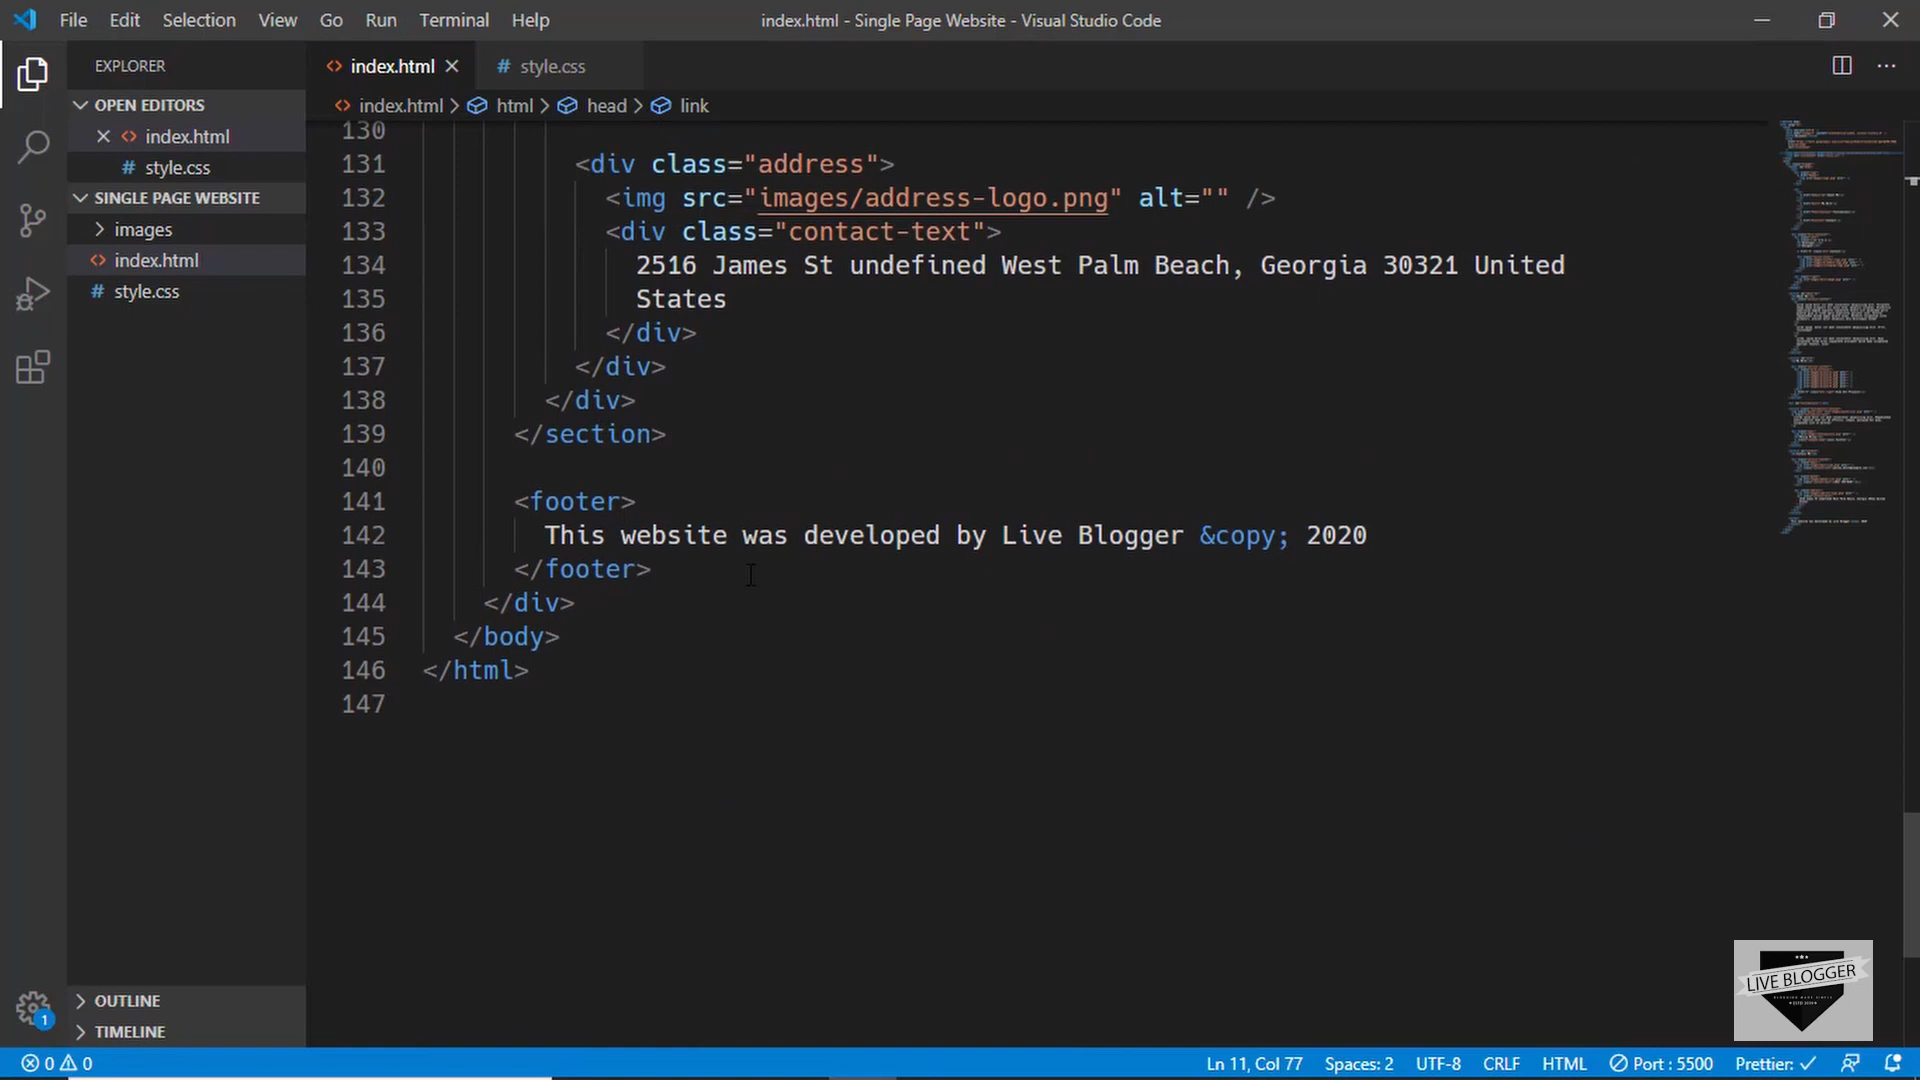 File Edit Selection View Go Run Terminal Help
index.html - Single Page Website - Visual Studio Code
EXPLORER
index.html
# style.css
OPEN EDITORS
index.html > html > head > link
index.html
# style.css
SINGLE PAGE WEBSITE
images
index.html
# style.css
130
131 <div class="address">
132 <img src="images/address-logo.png" alt="" />
133 <div class="contact-text">
134 2516 James St undefined West Palm Beach, Georgia 30321 United
135 States
136 </div>
137 </div>
138 </div>
139 </section>
140
141 <footer>
142 This website was developed by Live Blogger &copy; 2020
143 </footer>
144 </div>
145 </body>
146 </html>
147
LIVE BLOGGER
1
OUTLINE
TIMELINE
0 0
Ln 11, Col 77 Spaces: 2 UTF-8 CRLF HTML Port : 5500 Prettier: ✓